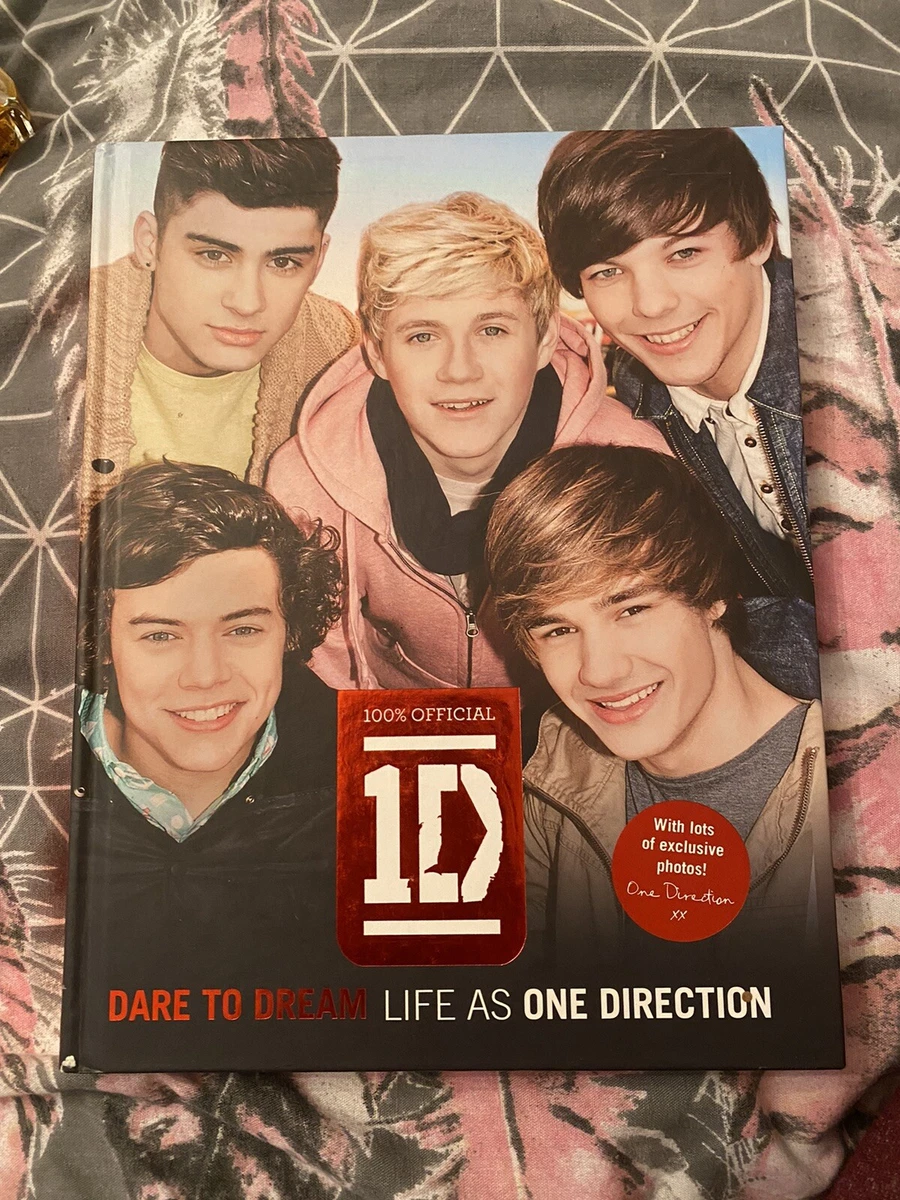 100% OFFICIAL
1D
With lots
of exclusive
photos!
One Direction
xx
DARE TO DREAM LIFE AS ONE DIRECTION